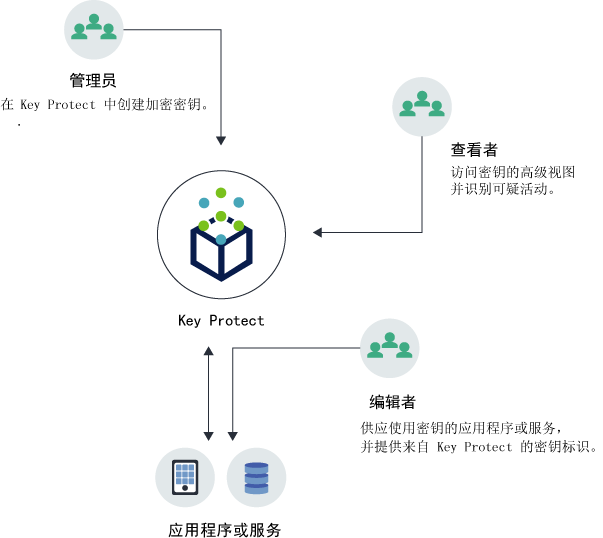 管理员
在 Key Protect 中创建加密密钥。
.
查看者
访问密钥的高级视图
并识别可疑活动。
Key Protect
编辑者
供应使用密钥的应用程序或服务，
并提供来自 Key Protect 的密钥标识。
应用程序或服务